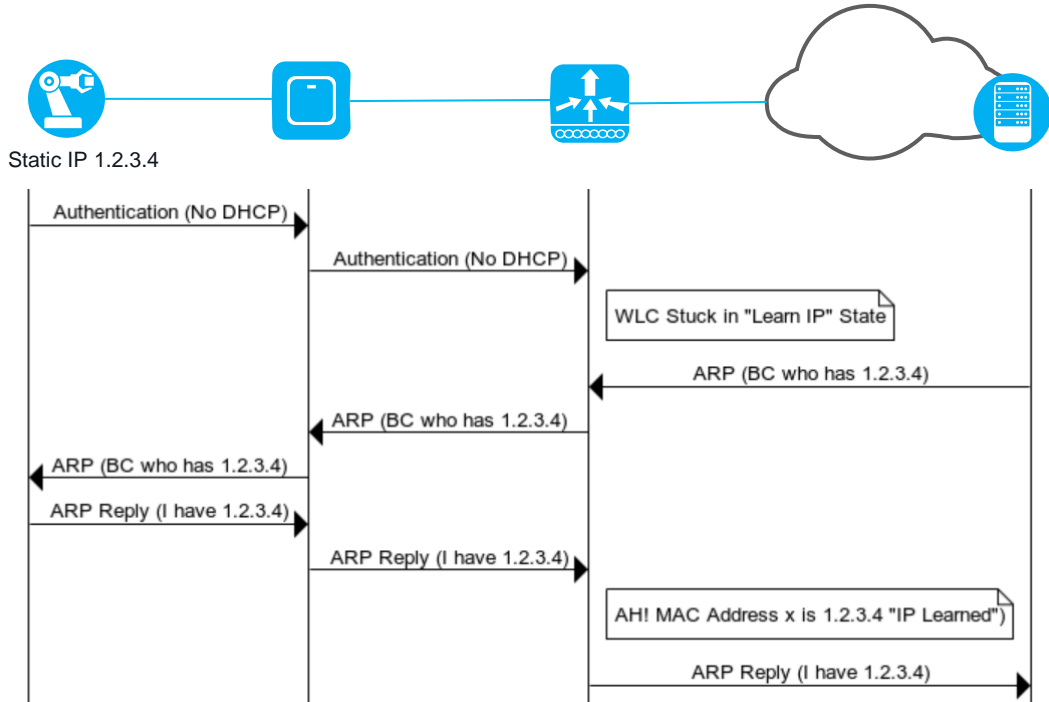 Static IP 1.2.3.4
Authentication (No DHCP)
Authentication (No DHCP)
WLC Stuck in "Learn IP" State
ARP (BC who has 1.2.3.4)
ARP (BC who has 1.2.3.4)
ARP (BC who has 1.2.3.4)
ARP Reply (I have 1.2.3.4)
ARP Reply (I have 1.2.3.4)
AH! MAC Address x is 1.2.3.4 "IP Learned")
ARP Reply (I have 1.2.3.4)